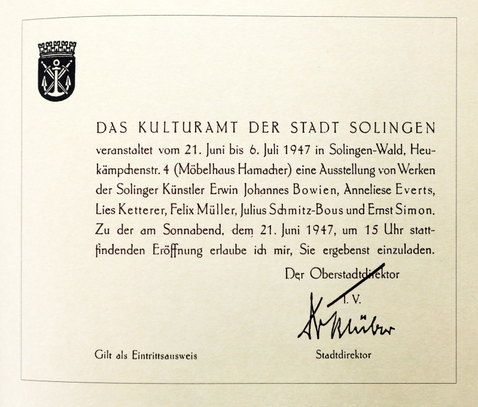 DAS KULTURAMT DER STADT SOLINGEN
veranstaltet vom 21. Juni bis 6. Juli 1947 in Solingen-Wald, Heu-
kämpchenstr. 4 (Möbelhaus Hamacher) eine Ausstellung von Werken
der Solinger Künstler Erwin Johannes Bowien, Anneliese Everts,
Lies Ketterer, Felix Müller, Julius Schmitz-Bous und Ernst Simon.
Zu der am Sonnabend, dem 21. Juni 1947, um 15 Uhr statt-
findenden Eröffnung erlaube ich mir, Sie ergebenst einzuladen.
Der Oberstadtdirektor
I. V.
Gilt als Eintrittsausweis
Stadtdirektor